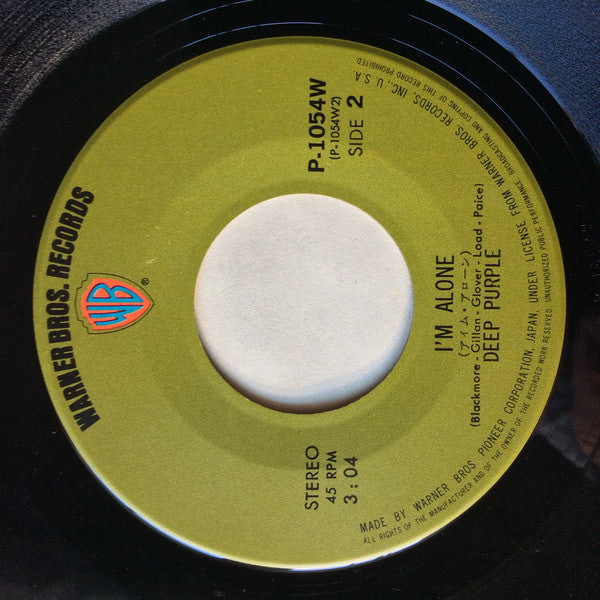 WARNER BROS. RECORDS
WB
®
STEREO
45 RPM
3:04
P-1054W
(P-1054W2)
SIDE 2
I'M ALONE
(アイム・アローン)
(Blackmore - Gillan - Glover - Load - Paice)
DEEP PURPLE
MADE BY WARNER BROS PIONEER CORPORATION, JAPAN, UNDER LICENSE FROM WARNER BROS RECORDS, INC., U.S.A
ALL RIGHTS OF THE MANUFACTURER AND OF THE OWNER OF THE RECORDED WORK RESERVED. UNAUTHORIZED PUBLIC PERFORMANCE, BROADCASTING AND COPYING OF THIS RECORD PROHIBITED